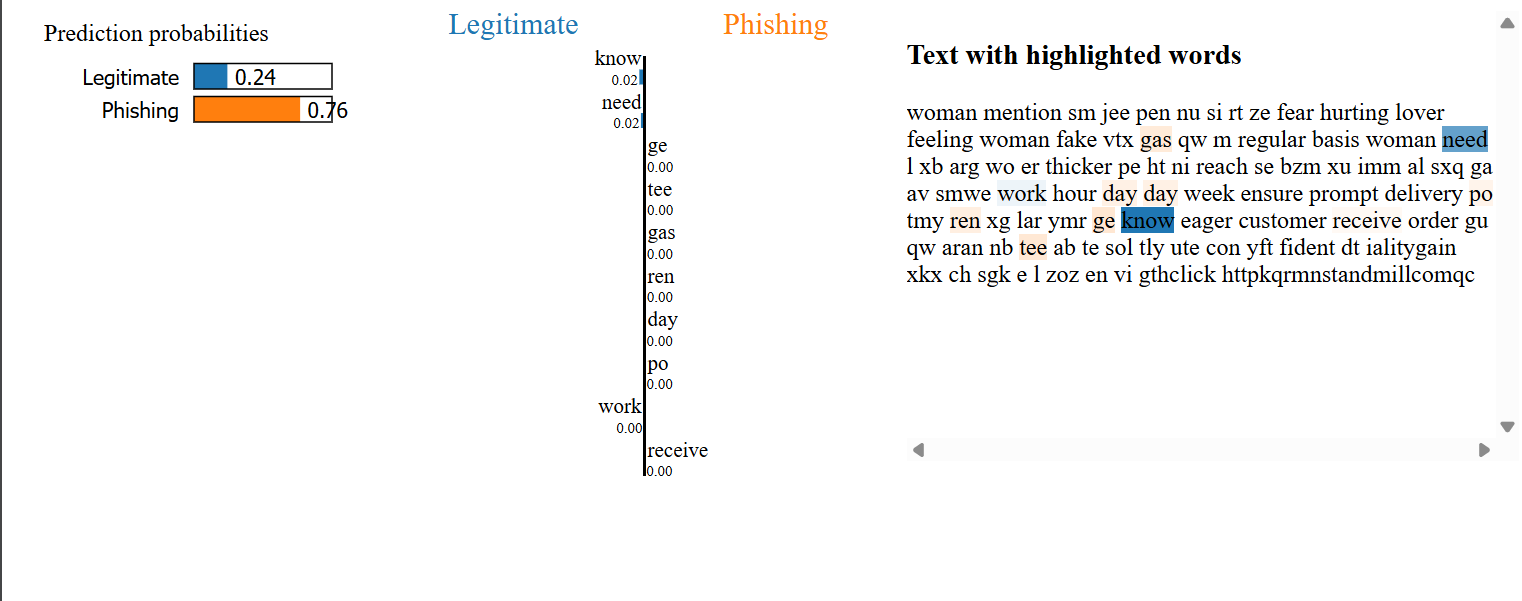 Prediction probabilities
Legitimate 0.24
Phishing 0.76
Legitimate Phishing
know
0.02
need
0.02
ge
0.00
tee
0.00
gas
0.00
ren
0.00
day
0.00
po
0.00
work
0.00
receive
0.00
Text with highlighted words
woman mention sm jee pen nu si rt ze fear hurting lover
feeling woman fake vtx gas qw m regular basis woman need
l xb arg wo er thicker pe ht ni reach se bzm xu imm al sxq ga
av smwe work hour day day week ensure prompt delivery po
tmy ren xg lar ymr ge know eager customer receive order gu
qw aran nb tee ab te sol tly ute con yft fident dt ialitygain
xkx ch sgk e l zoz en vi gthclick httpkqrmnstandmillcomqc